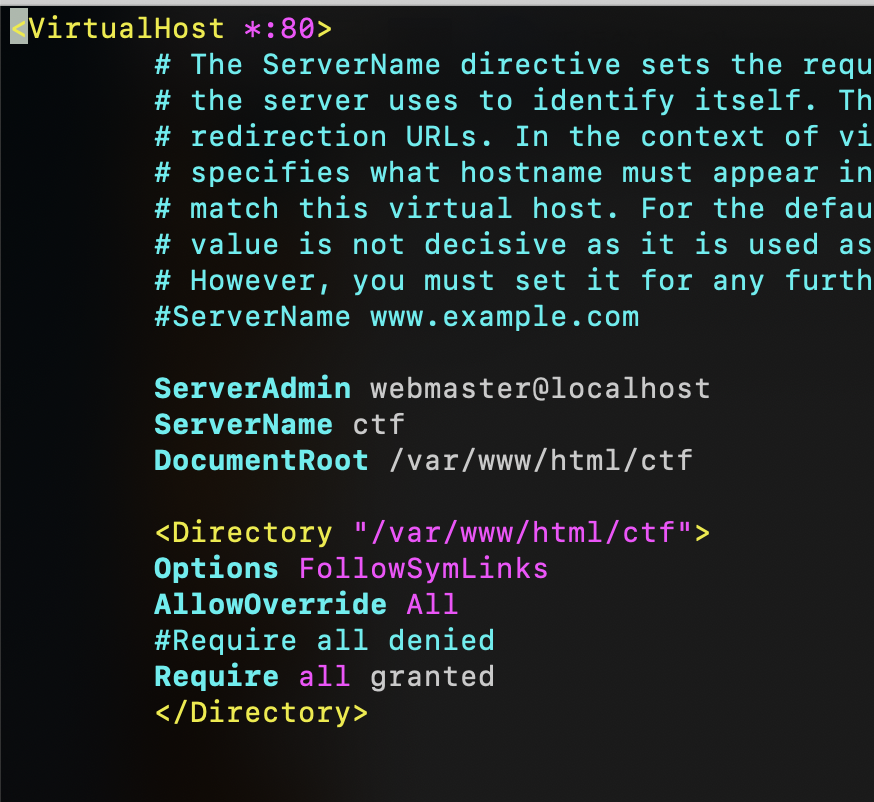 <VirtualHost *:80>
# The ServerName directive sets the requ
# the server uses to identify itself. Th
# redirection URLs. In the context of vi
# specifies what hostname must appear in
# match this virtual host. For the defau
# value is not decisive as it is used as
# However, you must set it for any furth
#ServerName www.example.com
ServerAdmin webmaster@localhost
ServerName ctf
DocumentRoot /var/www/html/ctf
<Directory "/var/www/html/ctf">
Options FollowSymLinks
AllowOverride All
#Require all denied
Require all granted
</Directory>